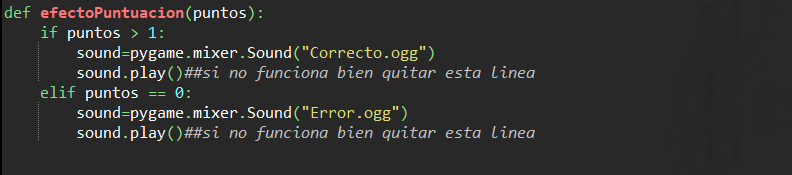 def efectoPuntuacion(puntos):
    if puntos > 1:
        sound=pygame.mixer.Sound("Correcto.ogg")
        sound.play()##si no funciona bien quitar esta linea
    elif puntos == 0:
        sound=pygame.mixer.Sound("Error.ogg")
        sound.play()##si no funciona bien quitar esta linea